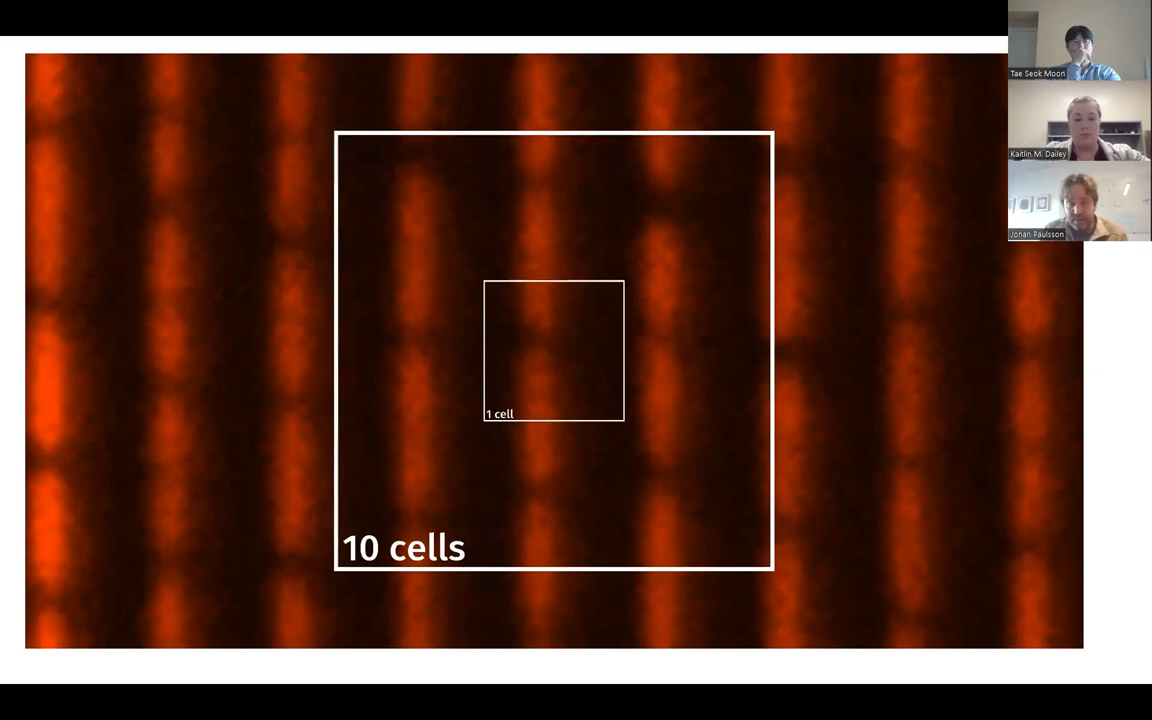 Tae Seok Moon
Kaitlin M. Dailey
Johan Paulsson
1 cell
10 cells